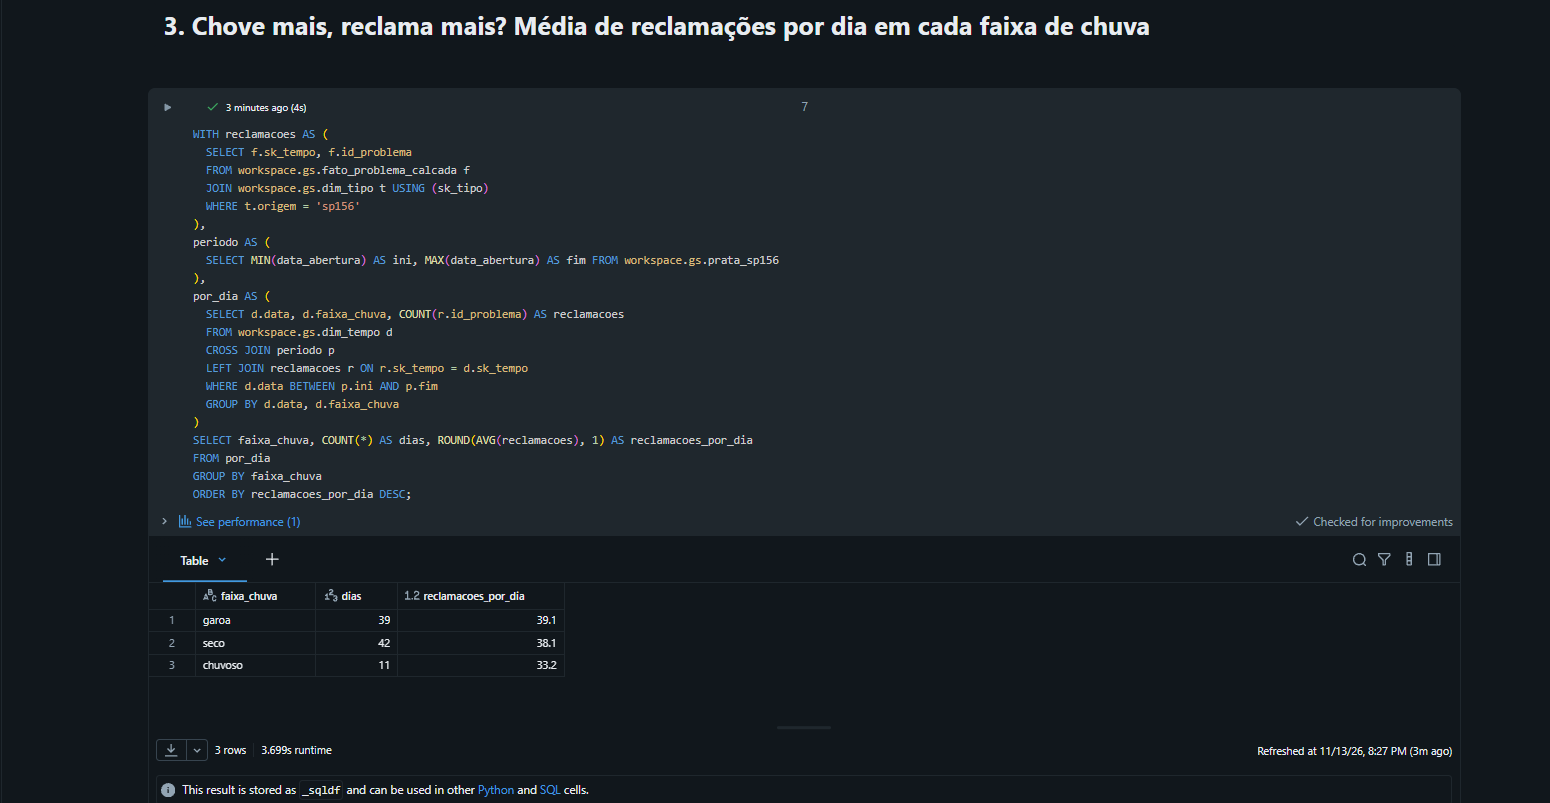 3. Chove mais, reclama mais? Média de reclamações por dia em cada faixa de chuva
3 minutes ago (4s)
7
WITH reclamacoes AS (
SELECT f.sk_tempo, f.id_problema
FROM workspace.gs.fato_problema_calcada f
JOIN workspace.gs.dim_tipo t USING (sk_tipo)
WHERE t.origem = 'sp156'
),
periodo AS (
SELECT MIN(data_abertura) AS ini, MAX(data_abertura) AS fim FROM workspace.gs.prata_sp156
),
por_dia AS (
SELECT d.data, d.faixa_chuva, COUNT(r.id_problema) AS reclamacoes
FROM workspace.gs.dim_tempo d
CROSS JOIN periodo p
LEFT JOIN reclamacoes r ON r.sk_tempo = d.sk_tempo
WHERE d.data BETWEEN p.ini AND p.fim
GROUP BY d.data, d.faixa_chuva
)
SELECT faixa_chuva, COUNT(*) AS dias, ROUND(AVG(reclamacoes), 1) AS reclamacoes_por_dia
FROM por_dia
GROUP BY faixa_chuva
ORDER BY reclamacoes_por_dia DESC;
See performance (1)
Checked for improvements
Table
ABC faixa_chuva 123 dias 1.2 reclamacoes_por_dia
1 garoa 39 39.1
2 seco 42 38.1
3 chuvoso 11 33.2
3 rows 3.699s runtime
Refreshed at 11/13/26, 8:27 PM (3m ago)
This result is stored as _sqldf and can be used in other Python and SQL cells.